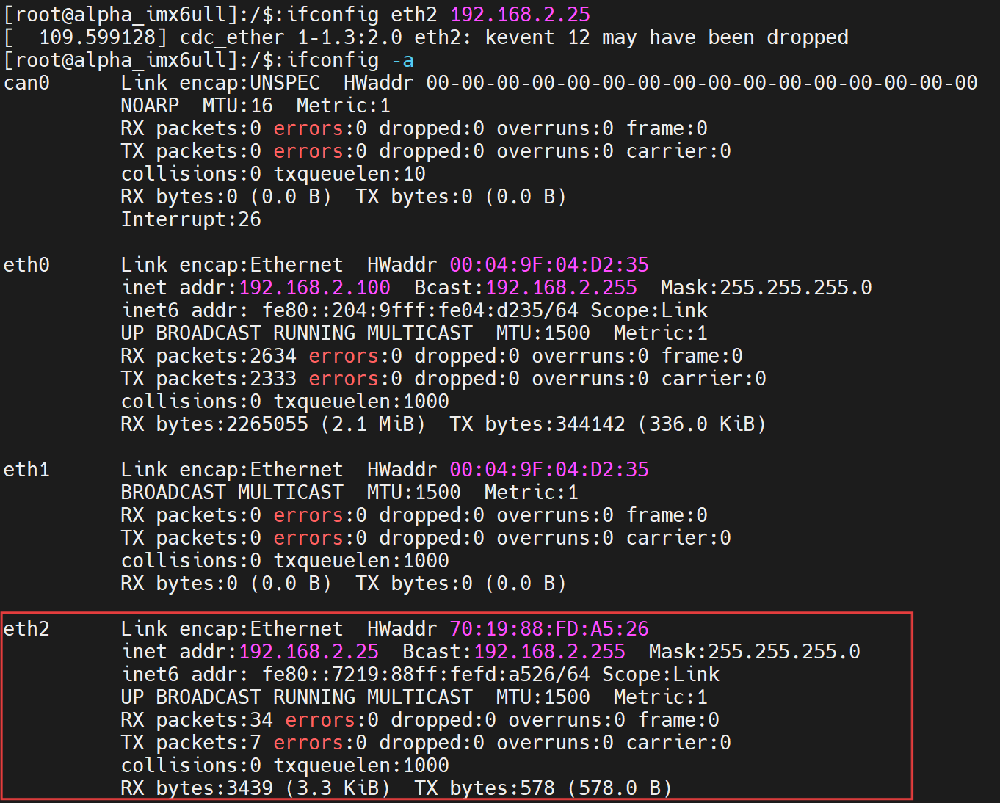 [root@alpha_imx6ull]:/$:ifconfig eth2 192.168.2.25
[  109.599128] cdc_ether 1-1.3:2.0 eth2: kevent 12 may have been dropped
[root@alpha_imx6ull]:/$:ifconfig -a
can0      Link encap:UNSPEC  HWaddr 00-00-00-00-00-00-00-00-00-00-00-00-00-00-00-00
          NOARP  MTU:16  Metric:1
          RX packets:0 errors:0 dropped:0 overruns:0 frame:0
          TX packets:0 errors:0 dropped:0 overruns:0 carrier:0
          collisions:0 txqueuelen:10
          RX bytes:0 (0.0 B)  TX bytes:0 (0.0 B)
          Interrupt:26

eth0      Link encap:Ethernet  HWaddr 00:04:9F:04:D2:35
          inet addr:192.168.2.100  Bcast:192.168.2.255  Mask:255.255.255.0
          inet6 addr: fe80::204:9fff:fe04:d235/64 Scope:Link
          UP BROADCAST RUNNING MULTICAST  MTU:1500  Metric:1
          RX packets:2634 errors:0 dropped:0 overruns:0 frame:0
          TX packets:2333 errors:0 dropped:0 overruns:0 carrier:0
          collisions:0 txqueuelen:1000
          RX bytes:2265055 (2.1 MiB)  TX bytes:344142 (336.0 KiB)

eth1      Link encap:Ethernet  HWaddr 00:04:9F:04:D2:35
          BROADCAST MULTICAST  MTU:1500  Metric:1
          RX packets:0 errors:0 dropped:0 overruns:0 frame:0
          TX packets:0 errors:0 dropped:0 overruns:0 carrier:0
          collisions:0 txqueuelen:1000
          RX bytes:0 (0.0 B)  TX bytes:0 (0.0 B)

eth2      Link encap:Ethernet  HWaddr 70:19:88:FD:A5:26
          inet addr:192.168.2.25  Bcast:192.168.2.255  Mask:255.255.255.0
          inet6 addr: fe80::7219:88ff:fefd:a526/64 Scope:Link
          UP BROADCAST RUNNING MULTICAST  MTU:1500  Metric:1
          RX packets:34 errors:0 dropped:0 overruns:0 frame:0
          TX packets:7 errors:0 dropped:0 overruns:0 carrier:0
          collisions:0 txqueuelen:1000
          RX bytes:3439 (3.3 KiB)  TX bytes:578 (578.0 B)